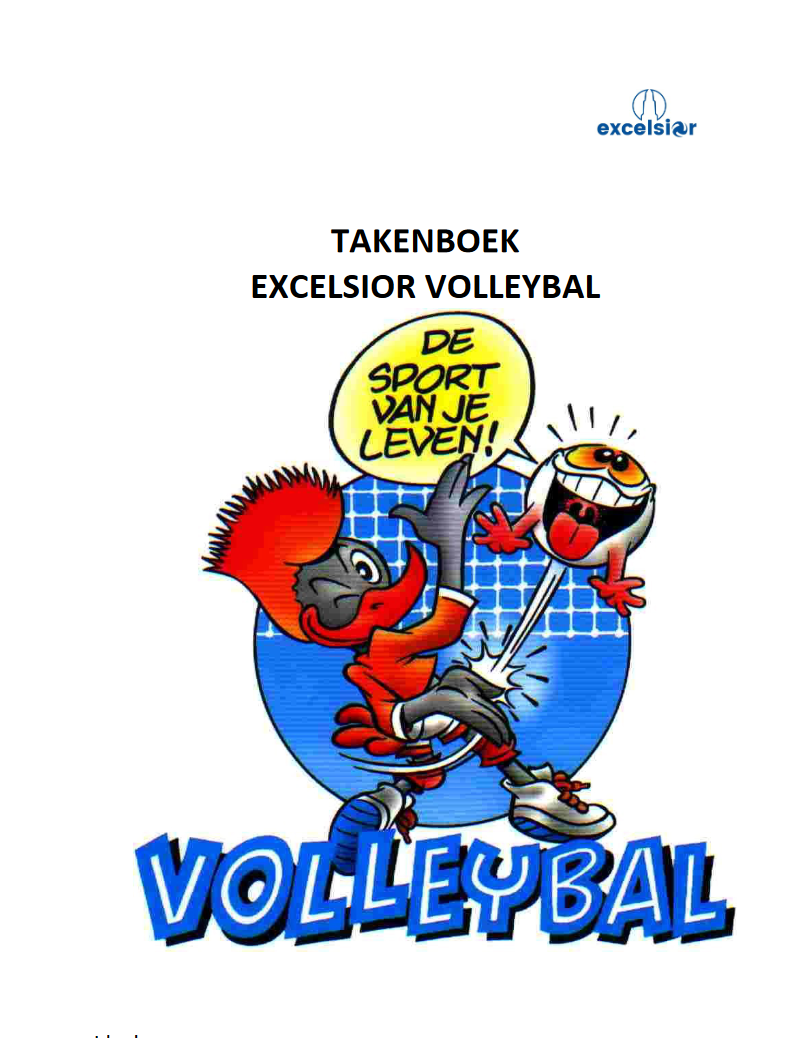 excelsior
TAKENBOEK
EXCELSIOR VOLLEYBAL
DE
SPORT
VAN JE
LEVEN!
VOLLEYBAL